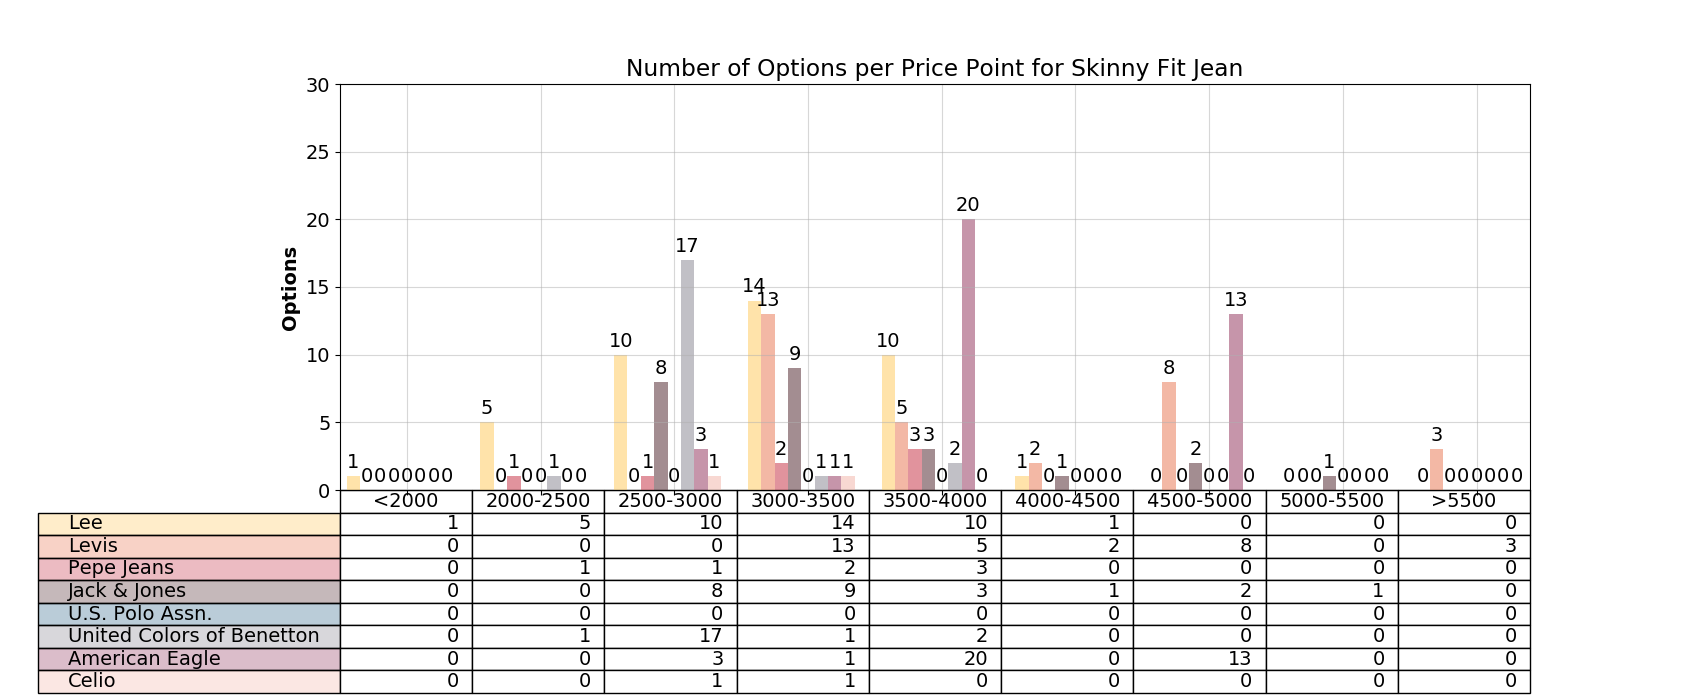 Number of Options per Price Point for Skinny Fit Jean
30
25
20
15
10
5
0
Options
1 0 0 0 0 0 0 0
5 0 1 0 0 1 0 0
10 0 1 8 0 17 3 1
14 13 2 9 0 1 1 1
10 5 3 3 0 2 20 0
1 2 0 1 0 0 0 0
0 8 0 2 0 0 13 0
0 0 0 1 0 0 0 0
0 3 0 0 0 0 0 0
<2000 2000-2500 2500-3000 3000-3500 3500-4000 4000-4500 4500-5000 5000-5500 >5500
Lee 1 5 10 14 10 1 0 0 0
Levis 0 0 0 13 5 2 8 0 3
Pepe Jeans 0 1 1 2 3 0 0 0 0
Jack & Jones 0 0 8 9 3 1 2 1 0
U.S. Polo Assn. 0 0 0 0 0 0 0 0 0
United Colors of Benetton 0 1 17 1 2 0 0 0 0
American Eagle 0 0 3 1 20 0 13 0 0
Celio 0 0 1 1 0 0 0 0 0